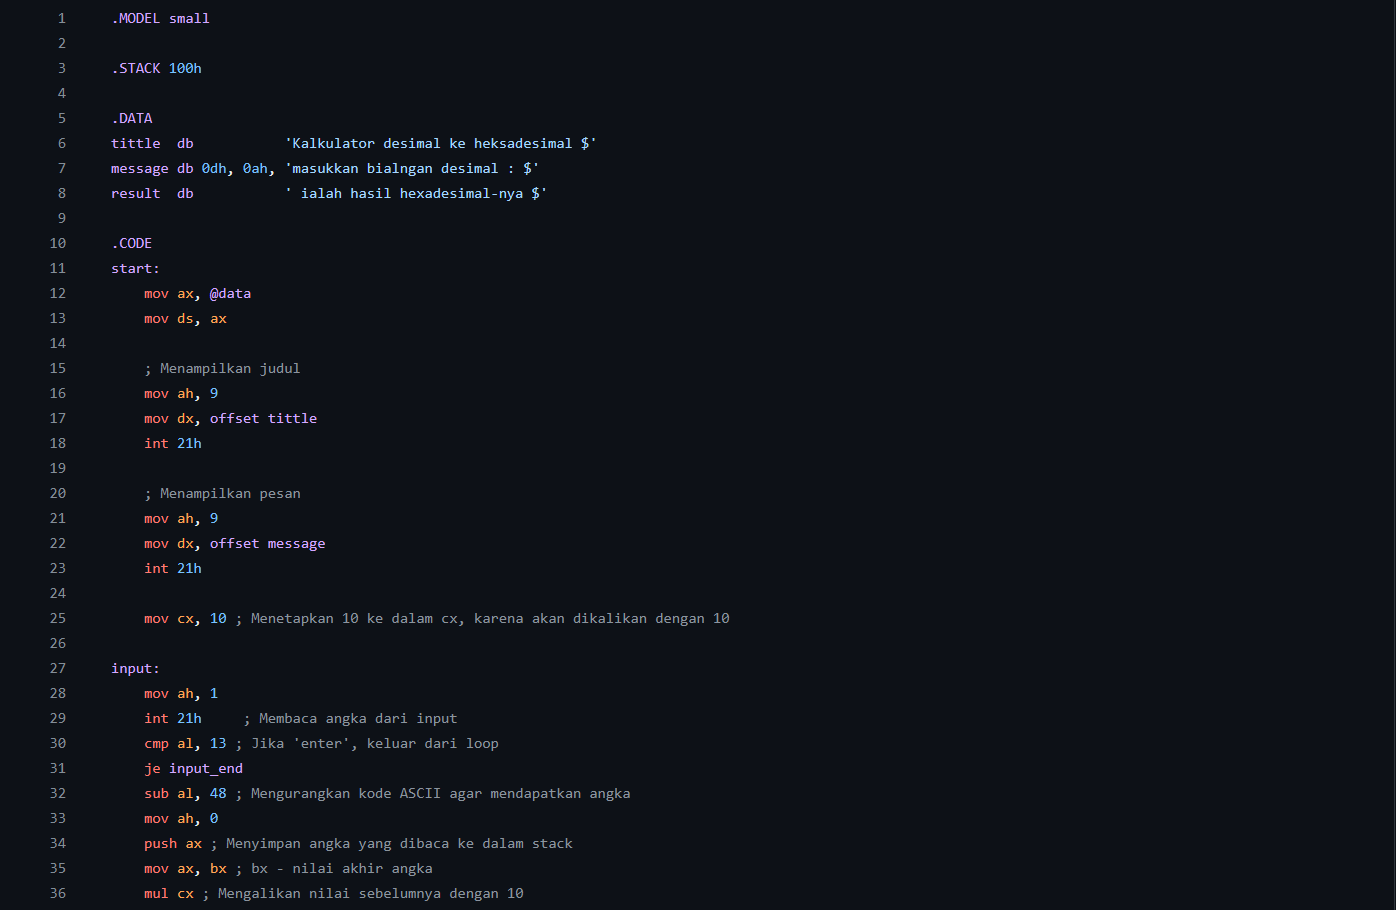 1 .MODEL small
2
3 .STACK 100h
4
5 .DATA
6 tittle  db           'Kalkulator desimal ke heksadesimal $'
7 message db 0dh, 0ah, 'masukkan bialngan desimal : $'
8 result  db           ' ialah hasil hexadesimal-nya $'
9
10 .CODE
11 start:
12     mov ax, @data
13     mov ds, ax
14
15     ; Menampilkan judul
16     mov ah, 9
17     mov dx, offset tittle
18     int 21h
19
20     ; Menampilkan pesan
21     mov ah, 9
22     mov dx, offset message
23     int 21h
24
25     mov cx, 10 ; Menetapkan 10 ke dalam cx, karena akan dikalikan dengan 10
26
27 input:
28     mov ah, 1
29     int 21h     ; Membaca angka dari input
30     cmp al, 13 ; Jika 'enter', keluar dari loop
31     je input_end
32     sub al, 48 ; Mengurangkan kode ASCII agar mendapatkan angka
33     mov ah, 0
34     push ax ; Menyimpan angka yang dibaca ke dalam stack
35     mov ax, bx ; bx - nilai akhir angka
36     mul cx ; Mengalikan nilai sebelumnya dengan 10